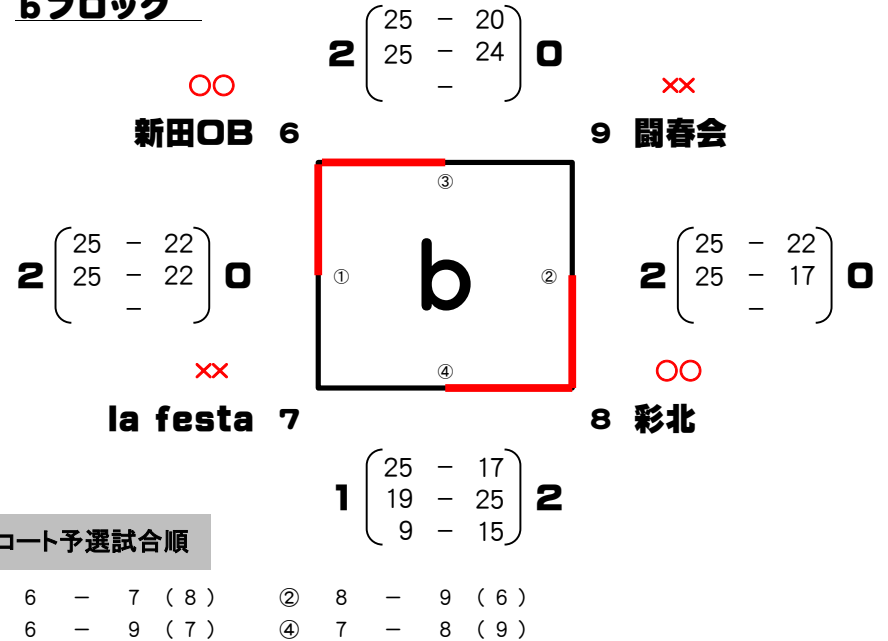 bブロック
25 － 20
2 25 － 24 0
－
○○ ××
新田OB 6 9 闘春会
③
25 － 22 25 － 22
2 25 － 22 0 ① b ② 2 25 － 17 0
－ －
×× ④ ○○
la festa 7 8 彩北
25 － 17
1 19 － 25 2
9 － 15
コート予選試合順
6 － 7 ( 8 ) ② 8 － 9 ( 6 )
6 － 9 ( 7 ) ④ 7 － 8 ( 9 )